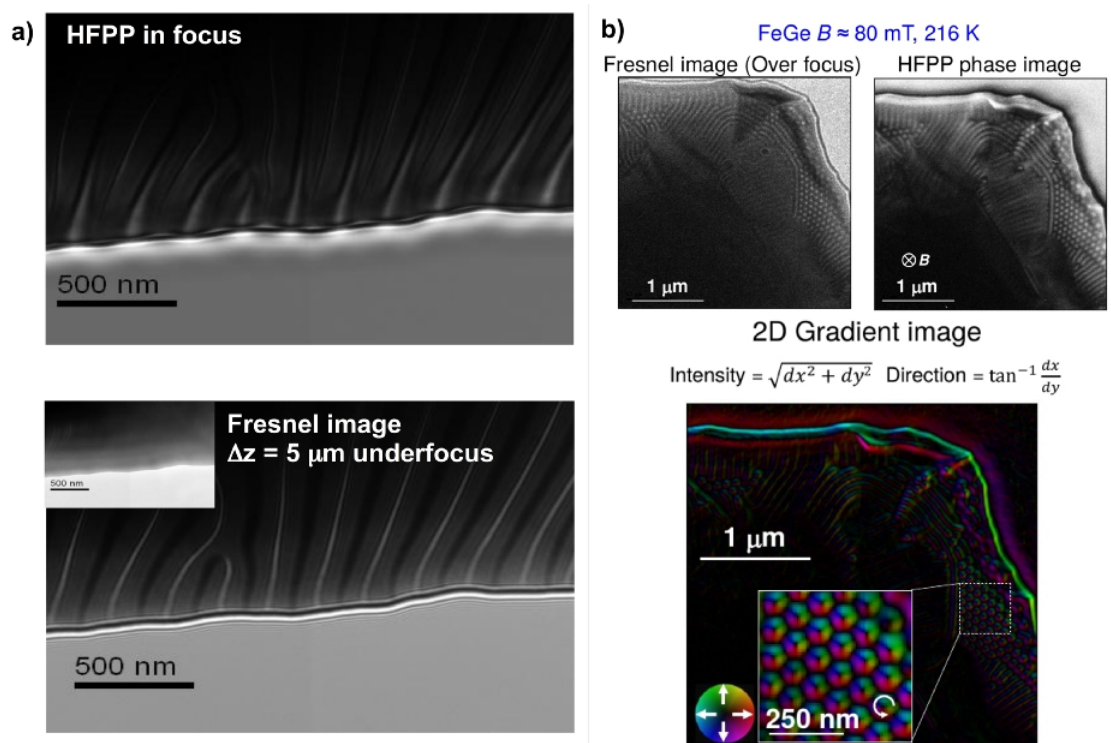 a)
HFPP in focus
500 nm
Fresnel image
Δz = 5 μm underfocus
500 nm
500 nm
b)
FeGe B ≈ 80 mT, 216 K
Fresnel image (Over focus)
HFPP phase image
1 μm
⊗B
1 μm
2D Gradient image
Intensity = √(dx² + dy²) Direction = tan⁻¹ dx/dy
1 μm
250 nm